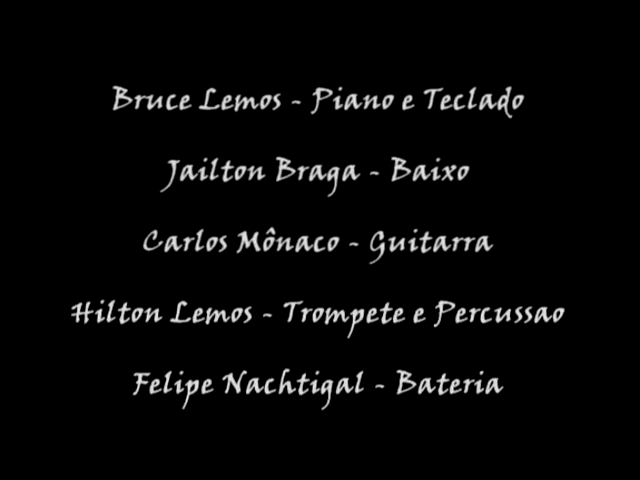 Bruce Lemos - Piano e Teclado
Jailton Braga - Baixo
Carlos Mônaco - Guitarra
Hilton Lemos - Trompete e Percussao
Felipe Nachtigal - Bateria